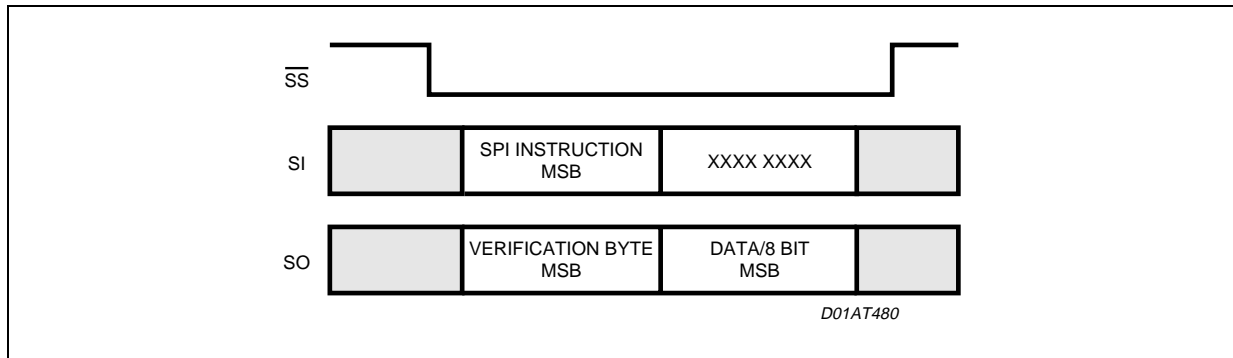 SS
SI
SPI INSTRUCTION
MSB
XXXX XXXX
SO
VERIFICATION BYTE
MSB
DATA/8 BIT
MSB
D01AT480